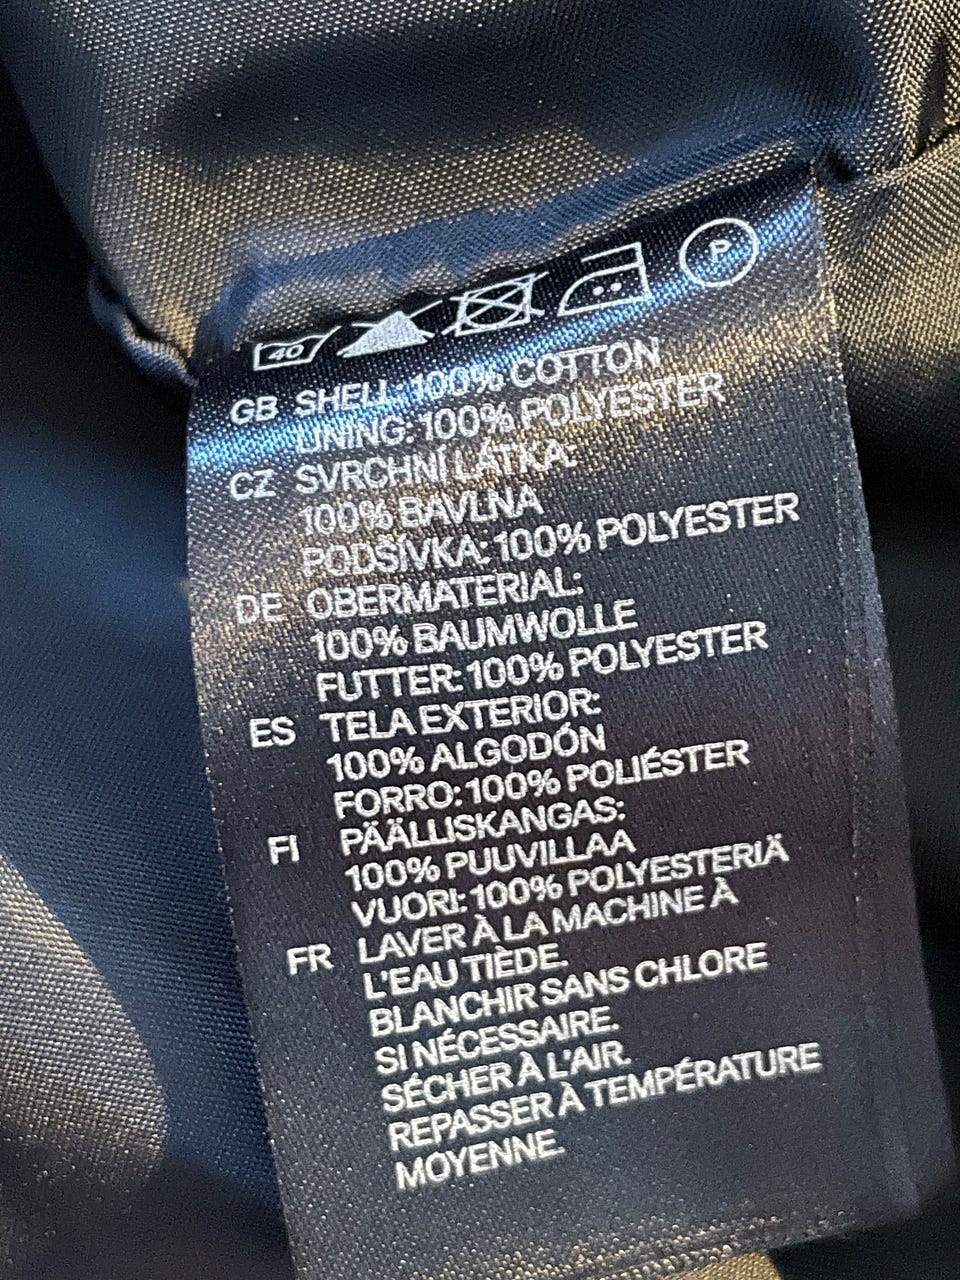 40
P
GB SHELL: 100% COTTON
LINING: 100% POLYESTER
CZ SVRCHNÍ LÁTKA:
100% BAVLNA
PODŠÍVKA: 100% POLYESTER
DE OBERMATERIAL:
100% BAUMWOLLE
FUTTER: 100% POLYESTER
ES TELA EXTERIOR:
100% ALGODÓN
FORRO: 100% POLIÉSTER
FI PÄÄLLISKANGAS:
100% PUUVILLAA
VUORI: 100% POLYESTERIÄ
FR LAVER À LA MACHINE À
L'EAU TIÈDE.
BLANCHIR SANS CHLORE
SI NÉCESSAIRE.
SÉCHER À L'AIR.
REPASSER À TEMPÉRATURE
MOYENNE.